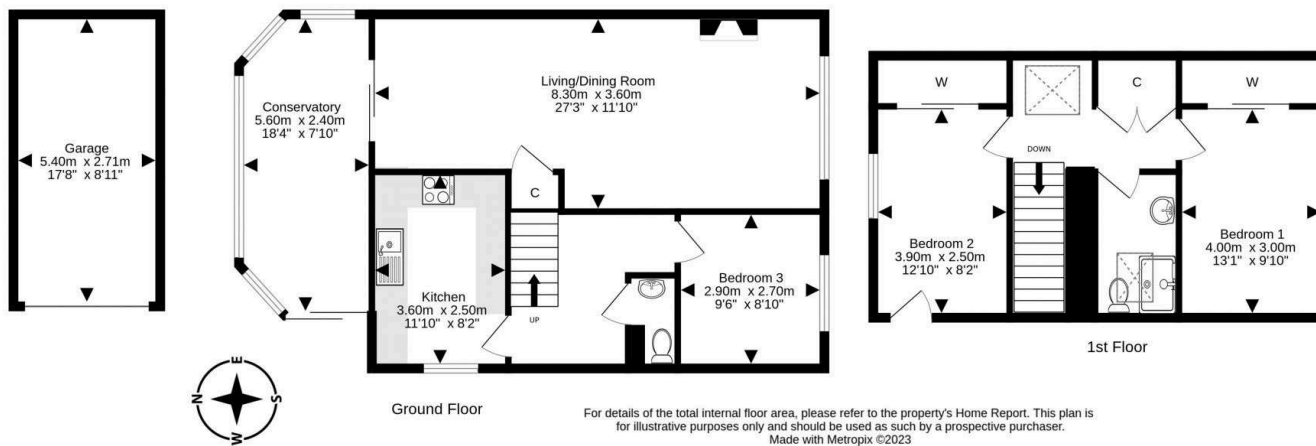 Garage
5.40m x 2.71m
17'8" x 8'11"
Conservatory
5.60m x 2.40m
18'4" x 7'10"
Living/Dining Room
8.30m x 3.60m
27'3" x 11'10"
C
Kitchen
3.60m x 2.50m
11'10" x 8'2"
UP
Bedroom 3
2.90m x 2.70m
9'6" x 8'10"
Ground Floor
W
C
W
DOWN
Bedroom 2
3.90m x 2.50m
12'10" x 8'2"
Bedroom 1
4.00m x 3.00m
13'1" x 9'10"
1st Floor
E
N
S
W
For details of the total internal floor area, please refer to the property's Home Report. This plan is
for illustrative purposes only and should be used as such by a prospective purchaser.
Made with Metropix ©2023